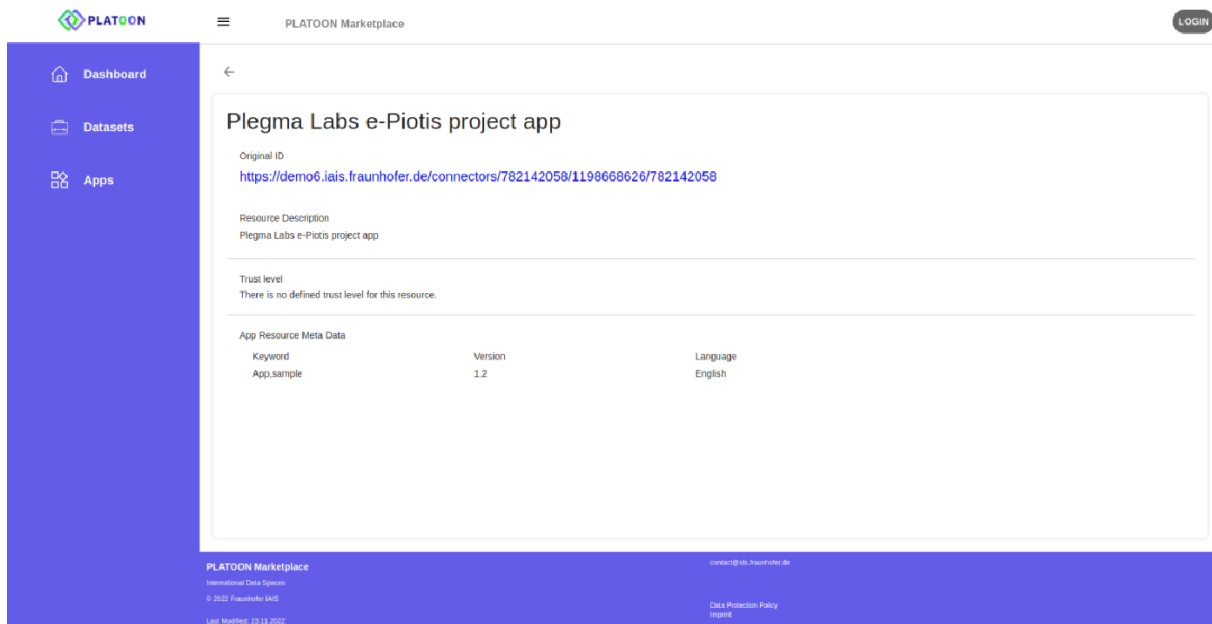 PLATOON
PLATOON Marketplace
LOGIN
Dashboard
Datasets
Apps
Plegma Labs e-Piotis project app
Original ID
https://demo6.iais.fraunhofer.de/connectors/782142058/1198668626/782142058
Resource Description
Plegma Labs e-Piotis project app
Trust level
There is no defined trust level for this resource.
App Resource Meta Data
Keyword Version Language
App,sample 1.2 English
PLATOON Marketplace
contact@ids.fraunhofer.de
International Data Spaces
© 2022 Fraunhofer IAIS
Data Protection Policy
Imprint
Last Modified: 23.11.2022